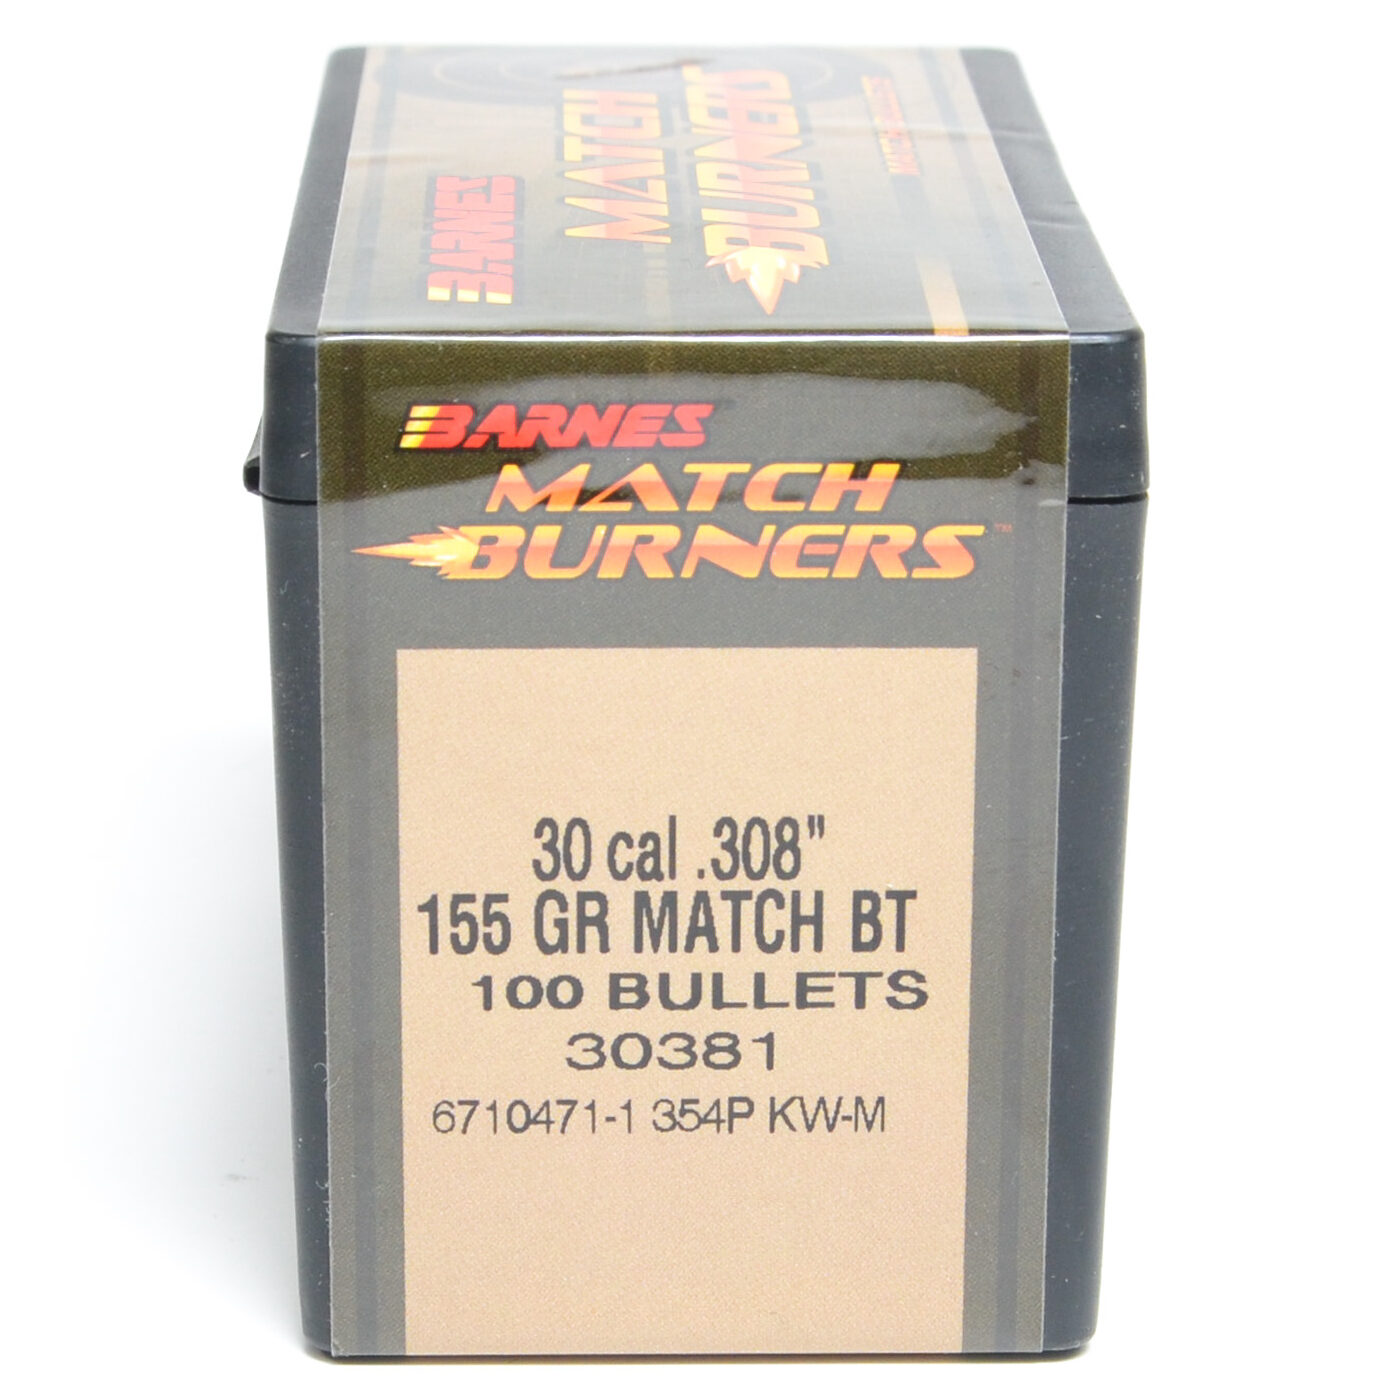 BARNES
MATCH
BURNERS
BARNES
MATCH
BURNERS™
30 cal .308"
155 GR MATCH BT
100 BULLETS
30381
6710471-1 354P KW-M